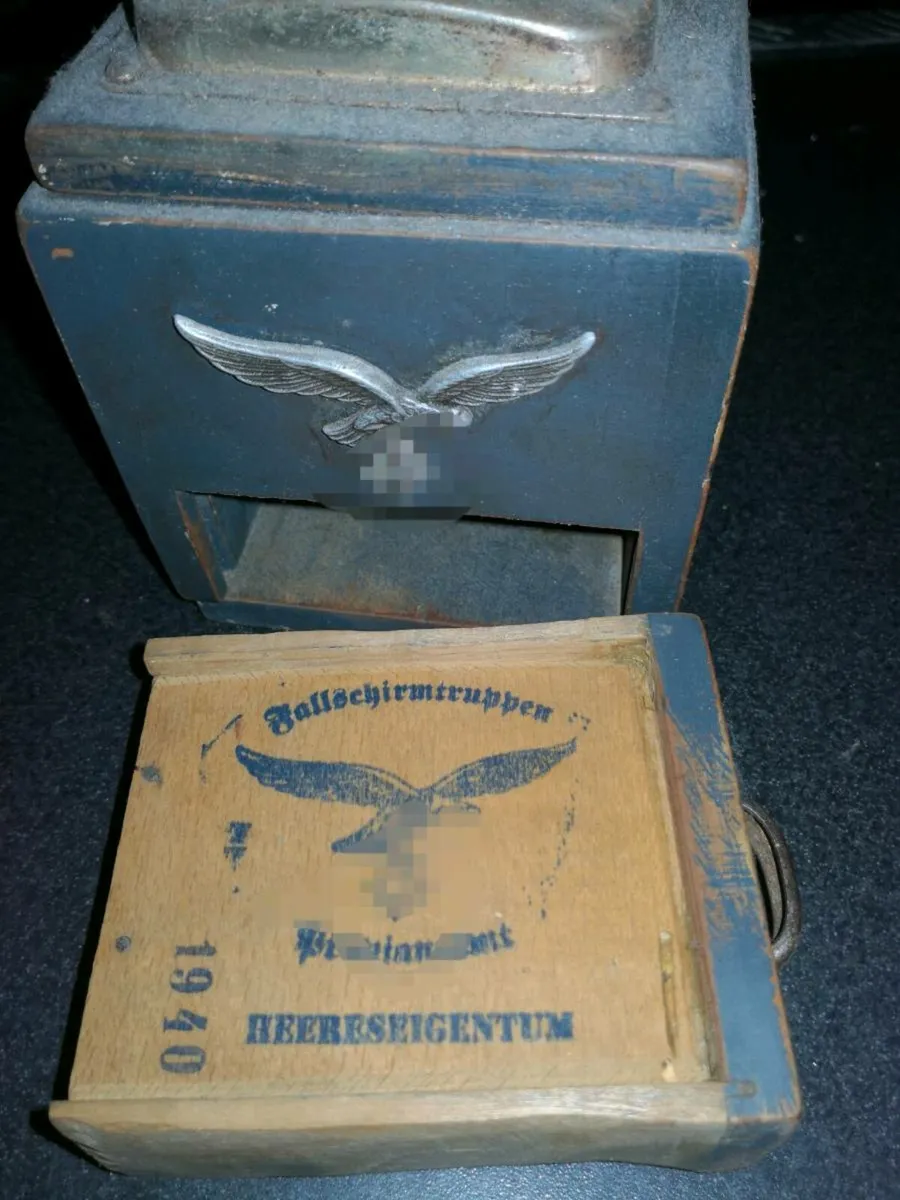 Fallschirmtruppen
HEERESEIGENTUM
1940